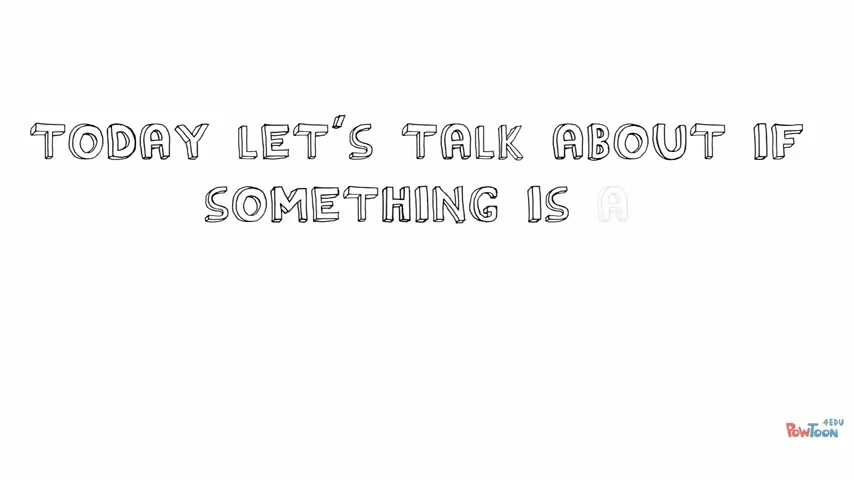 TODAY LET'S TALK ABOUT IF
SOMETHING IS A
4EDU
POWTOON